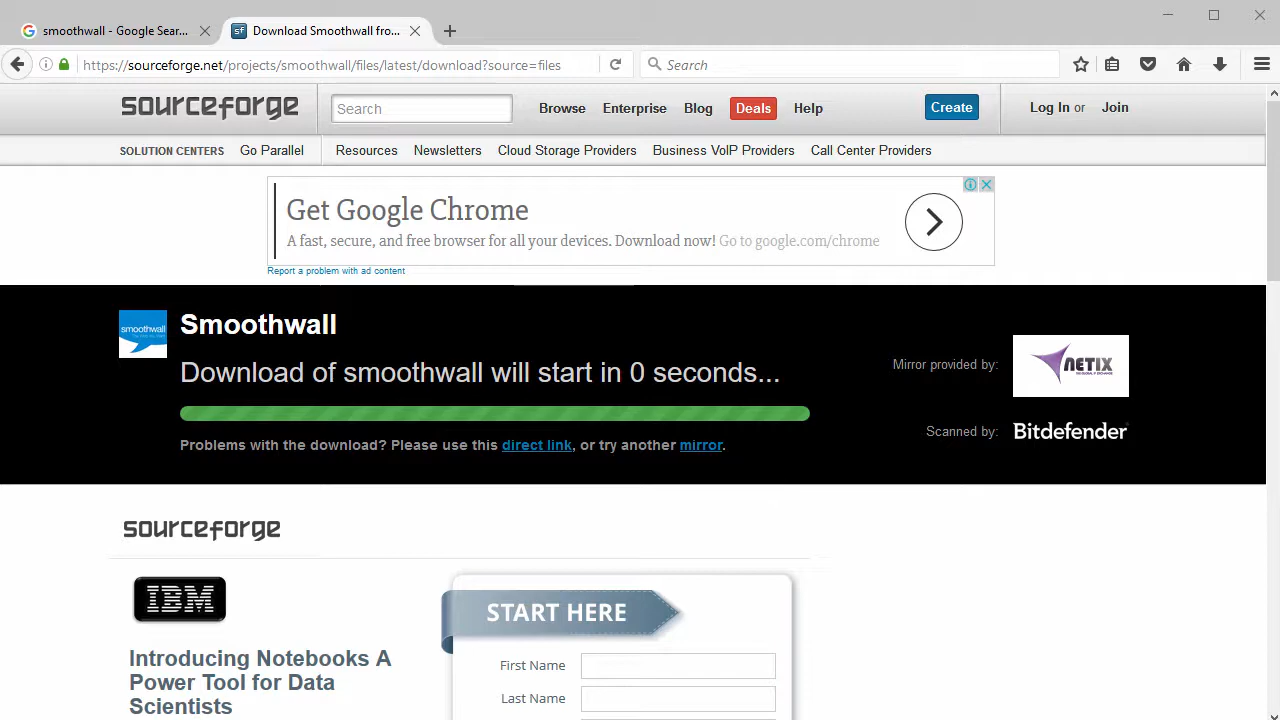 smoothwall - Google Sear...
Download Smoothwall fro...
https://sourceforge.net/projects/smoothwall/files/latest/download?source=files
Search
sourceforge
Search
Browse
Enterprise
Blog
Deals
Help
Create
Log In or Join
SOLUTION CENTERS
Go Parallel
Resources
Newsletters
Cloud Storage Providers
Business VoIP Providers
Call Center Providers
Get Google Chrome
A fast, secure, and free browser for all your devices. Download now! Go to google.com/chrome
Report a problem with ad content
smoothwall
Smoothwall
Download of smoothwall will start in 0 seconds...
Problems with the download? Please use this direct link, or try another mirror.
Mirror provided by:
NETIX
Scanned by:
Bitdefender
sourceforge
IBM
Introducing Notebooks A
Power Tool for Data
Scientists
START HERE
First Name
Last Name